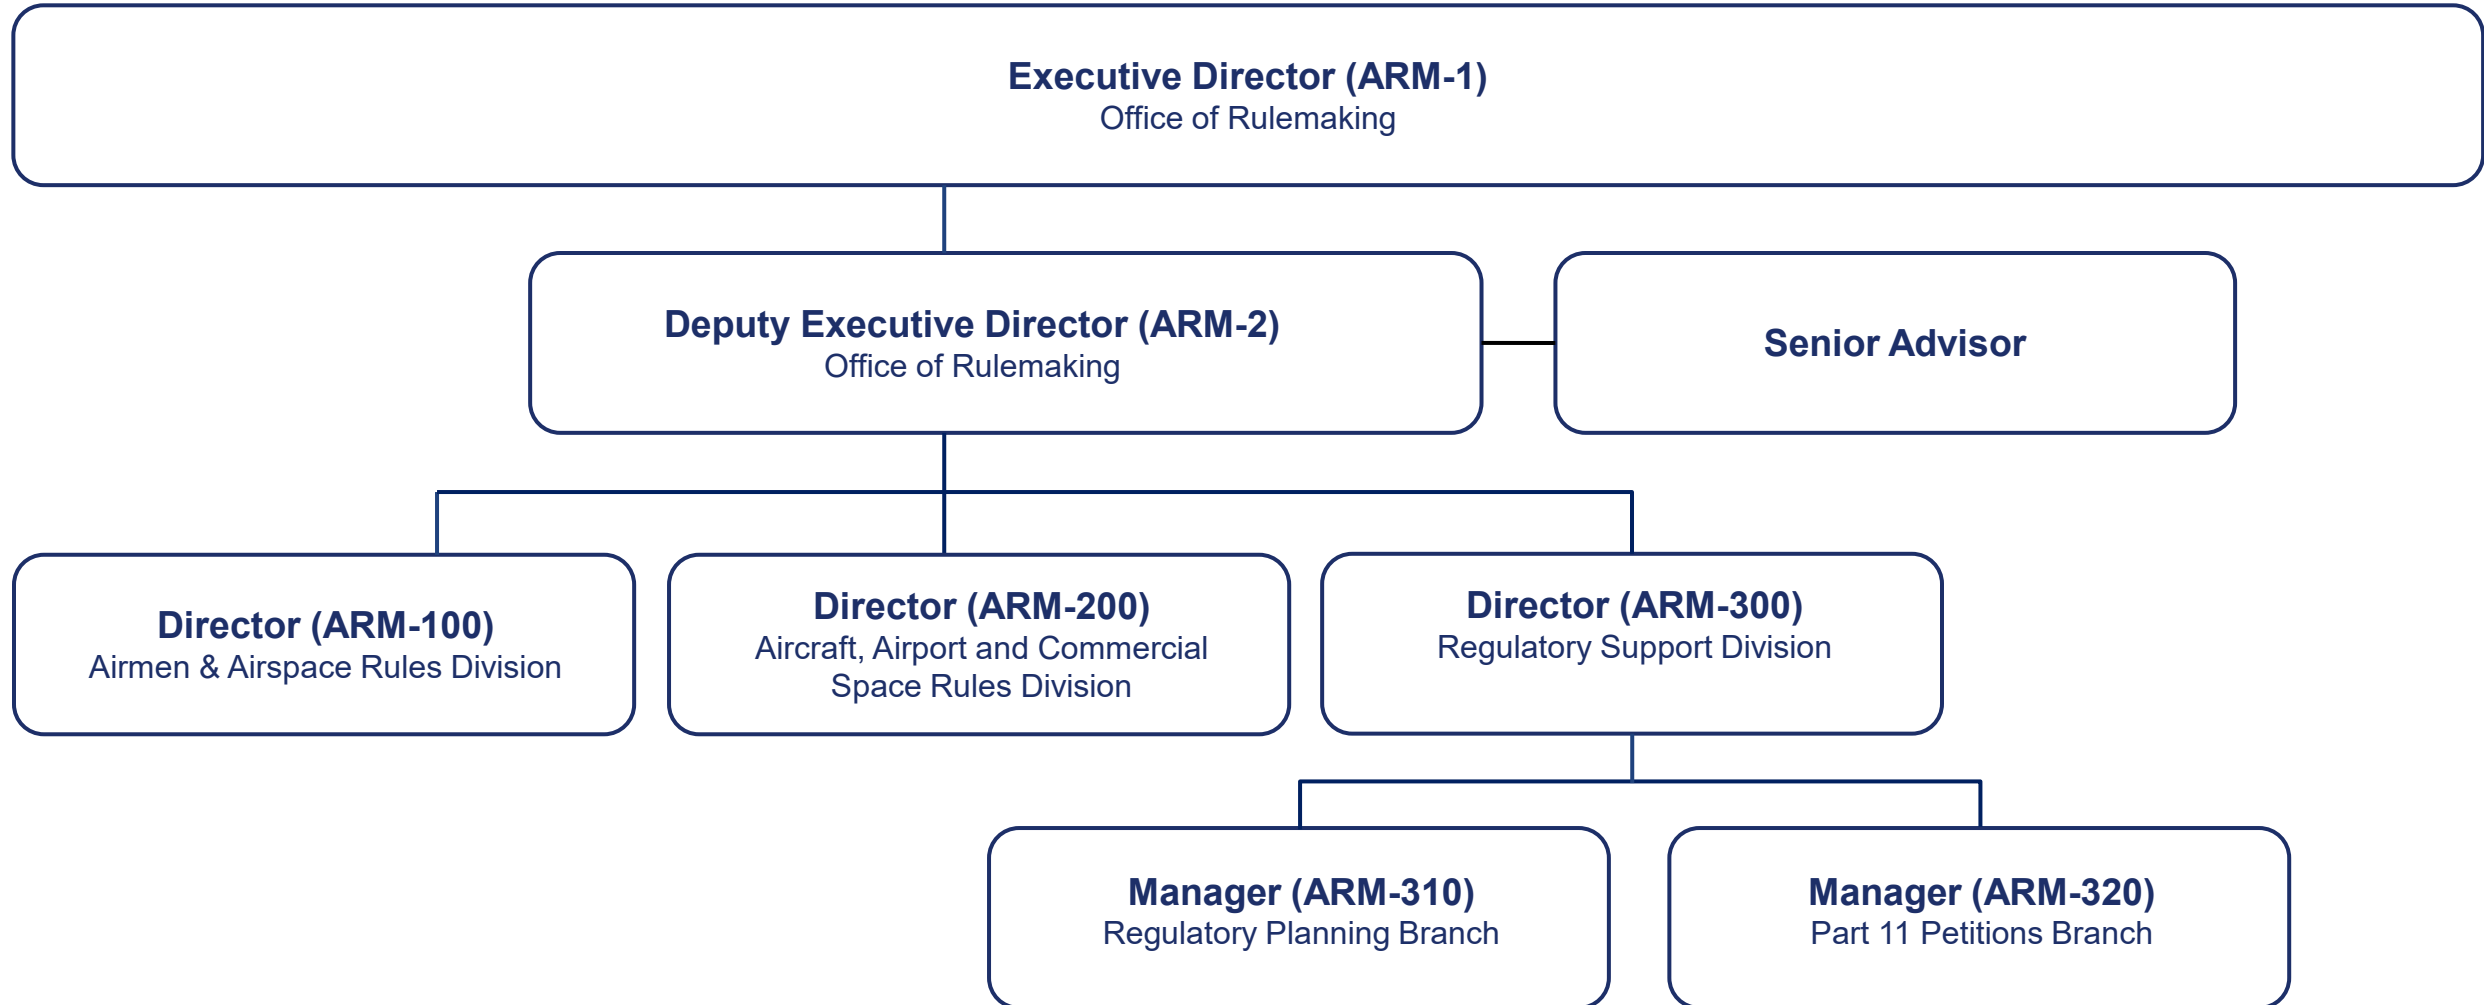 Executive Director (ARM-1)
Office of Rulemaking
Deputy Executive Director (ARM-2)
Office of Rulemaking
Senior Advisor
Director (ARM-100)
Airmen & Airspace Rules Division
Director (ARM-200)
Aircraft, Airport and Commercial
Space Rules Division
Director (ARM-300)
Regulatory Support Division
Manager (ARM-310)
Regulatory Planning Branch
Manager (ARM-320)
Part 11 Petitions Branch